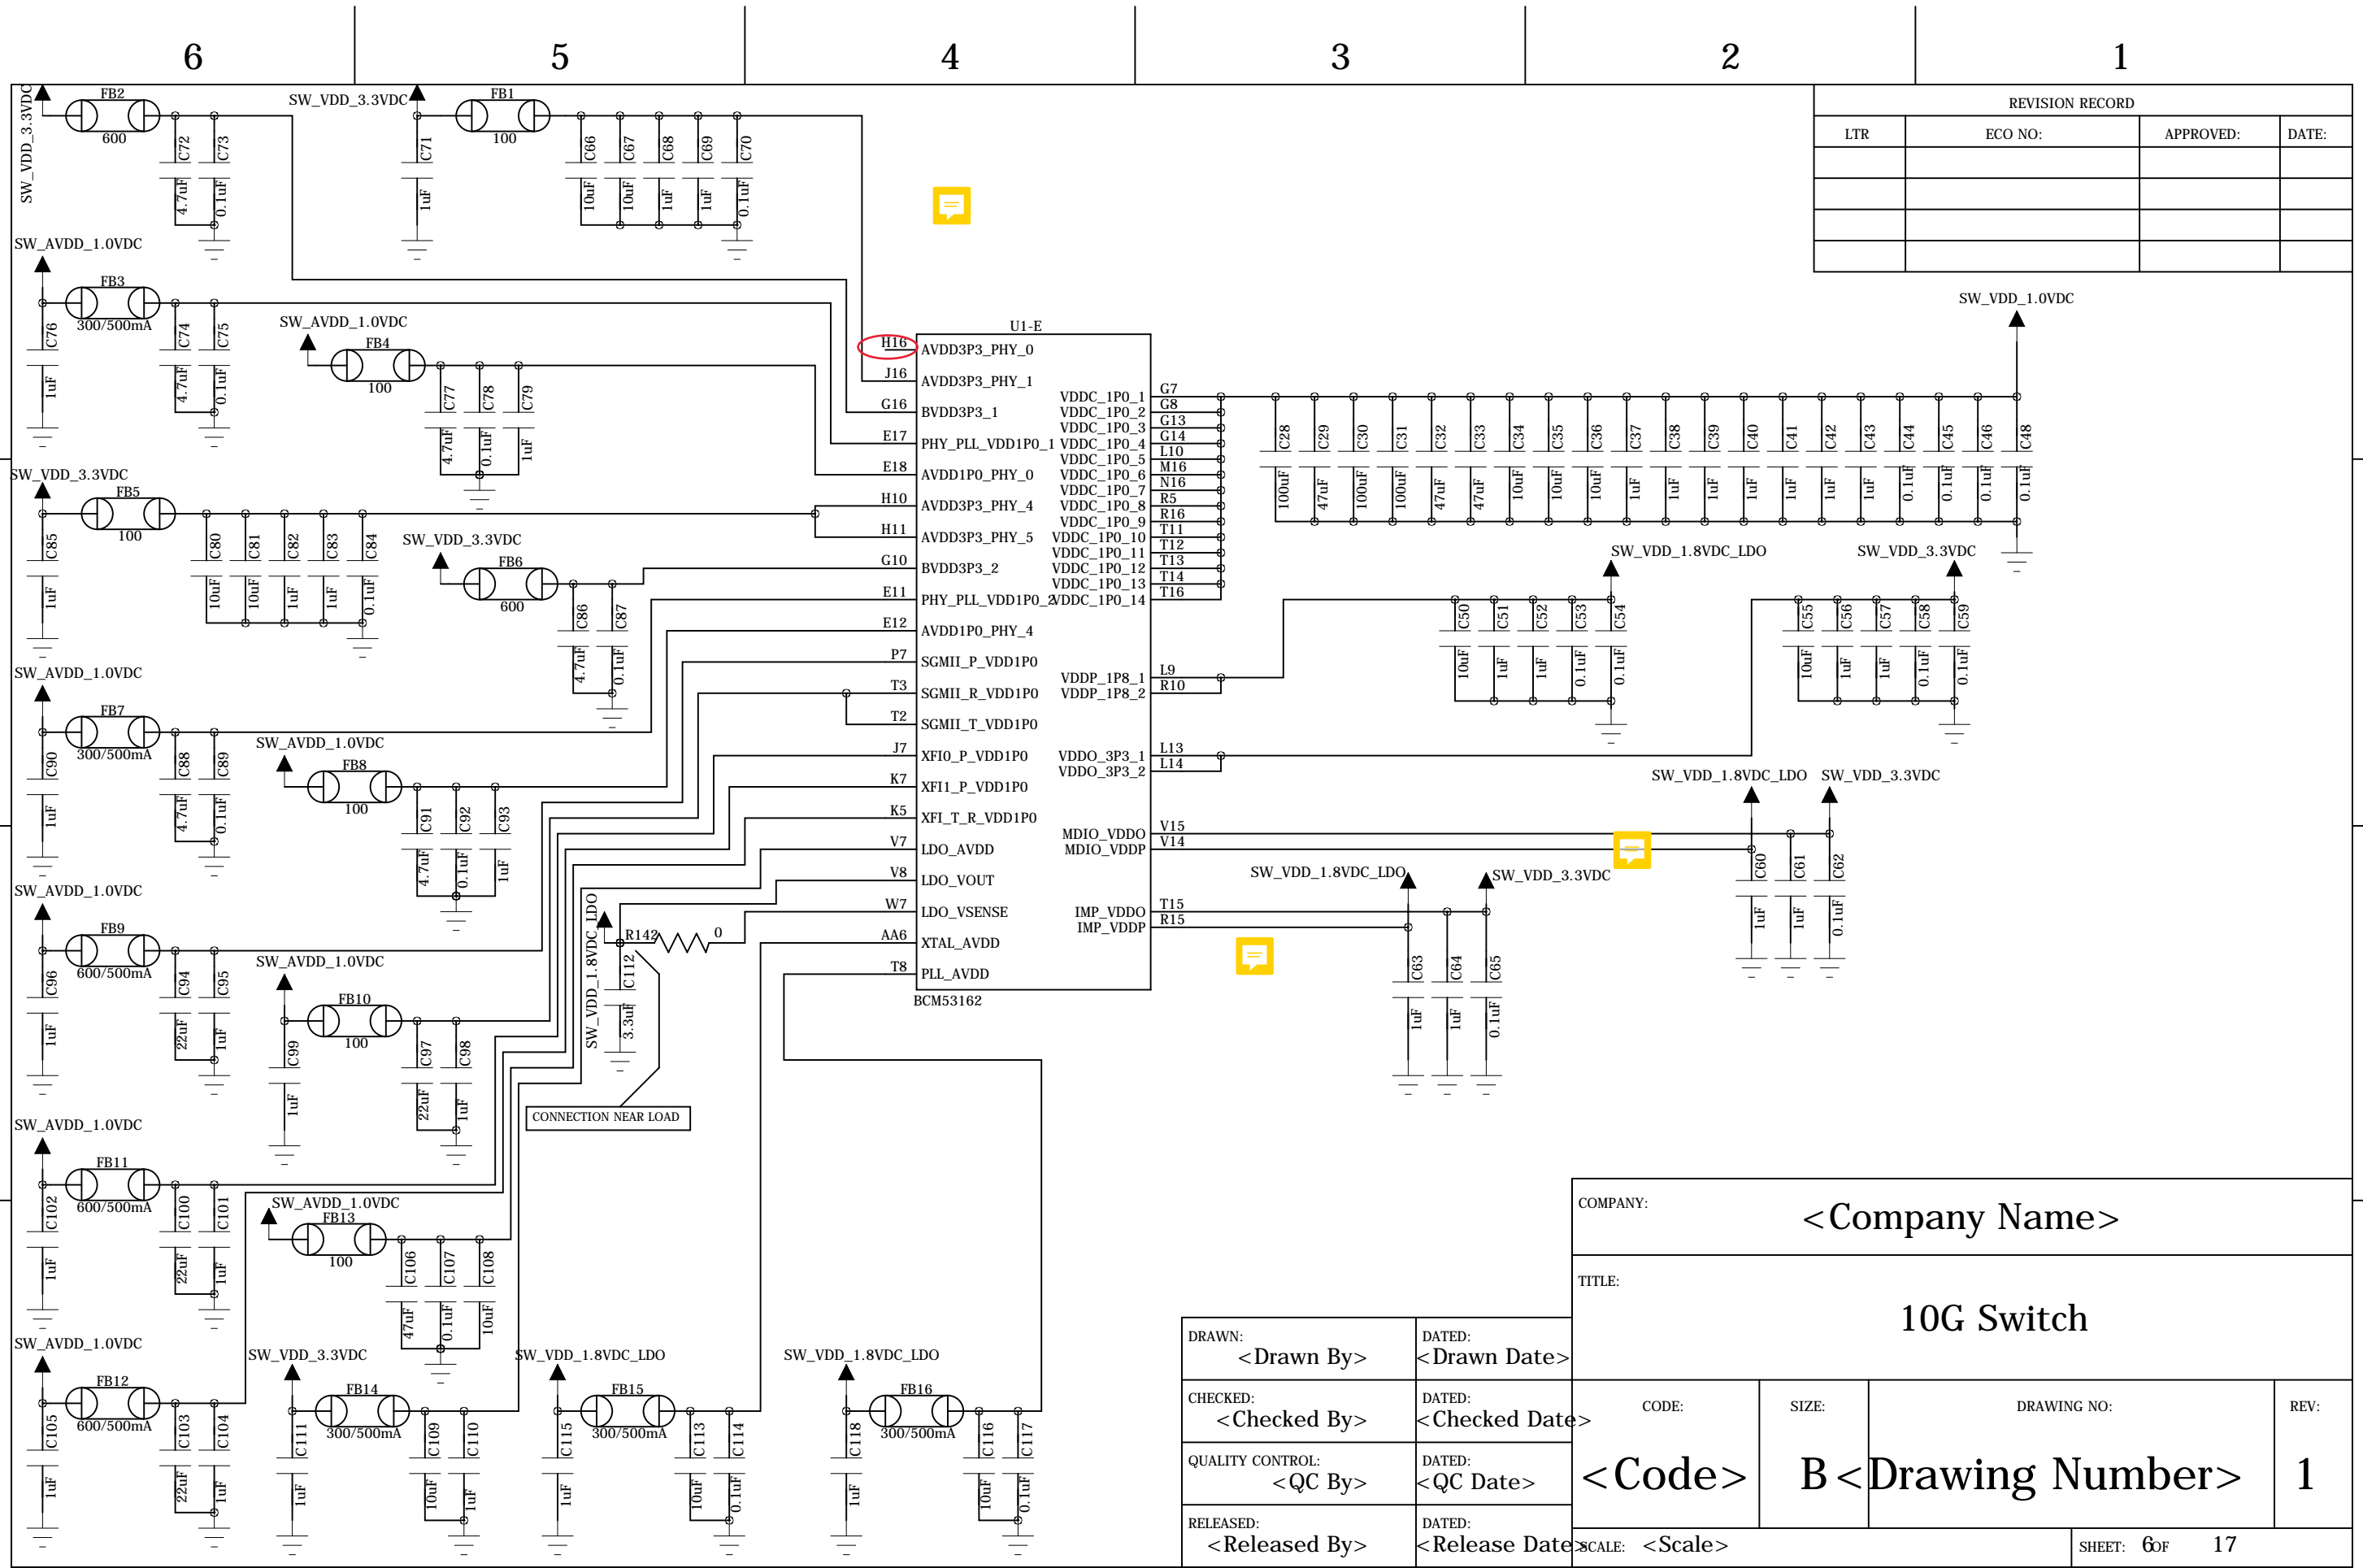 6 5 4 3 2 1
REVISION RECORD
LTR ECO NO: APPROVED: DATE:
SW_VDD_3.3VDC
FB2
600
C72 4.7uF
C73 0.1uF
SW_VDD_3.3VDC
C71 1uF
FB1
100
C66 10uF
C67 10uF
C68 1uF
C69 1uF
C70 0.1uF
SW_AVDD_1.0VDC
FB3
300/500mA
C76 1uF
C74 4.7uF
C75 0.1uF
SW_AVDD_1.0VDC
FB4
100
C77 4.7uF
C78 0.1uF
C79 1uF
SW_VDD_3.3VDC
FB5
100
C85 1uF
C80 10uF
C81 10uF
C82 1uF
C83 1uF
C84 0.1uF
SW_VDD_3.3VDC
FB6
600
C86 4.7uF
C87 0.1uF
SW_AVDD_1.0VDC
FB7
300/500mA
C90 1uF
C88 4.7uF
C89 0.1uF
SW_AVDD_1.0VDC
FB8
100
C91 4.7uF
C92 0.1uF
C93 1uF
SW_AVDD_1.0VDC
FB9
600/500mA
C96 1uF
C94 22uF
C95 1uF
SW_AVDD_1.0VDC
FB10
100
C99 1uF
C97 22uF
C98 1uF
SW_VDD_1.8VDC_LDO
R142 0
C112 3.3uF
CONNECTION NEAR LOAD
SW_AVDD_1.0VDC
FB11
600/500mA
C102 1uF
C100 22uF
C101 1uF
SW_AVDD_1.0VDC
FB13
100
C106 47uF
C107 0.1uF
C108 10uF
SW_AVDD_1.0VDC
FB12
600/500mA
C105 1uF
C103 22uF
C104 1uF
SW_VDD_3.3VDC
FB14
300/500mA
C111 1uF
C109 10uF
C110 1uF
SW_VDD_1.8VDC_LDO
FB15
300/500mA
C115 1uF
C113 10uF
C114 0.1uF
SW_VDD_1.8VDC_LDO
FB16
300/500mA
C118 1uF
C116 10uF
C117 0.1uF
U1-E
H16 AVDD3P3_PHY_0
J16 AVDD3P3_PHY_1
G16 BVDD3P3_1
E17 PHY_PLL_VDD1P0_1
E18 AVDD1P0_PHY_0
H10 AVDD3P3_PHY_4
H11 AVDD3P3_PHY_5
G10 BVDD3P3_2
E11 PHY_PLL_VDD1P0_2
E12 AVDD1P0_PHY_4
P7 SGMII_P_VDD1P0
T3 SGMII_R_VDD1P0
T2 SGMII_T_VDD1P0
J7 XFI0_P_VDD1P0
K7 XFI1_P_VDD1P0
K5 XFI_T_R_VDD1P0
V7 LDO_AVDD
V8 LDO_VOUT
W7 LDO_VSENSE
AA6 XTAL_AVDD
T8 PLL_AVDD
BCM53162
VDDC_1P0_1 G7
VDDC_1P0_2 G8
VDDC_1P0_3 G13
VDDC_1P0_4 G14
VDDC_1P0_5 L10
VDDC_1P0_6 M16
VDDC_1P0_7 N16
VDDC_1P0_8 R5
VDDC_1P0_9 R16
VDDC_1P0_10 T11
VDDC_1P0_11 T12
VDDC_1P0_12 T13
VDDC_1P0_13 T14
VDDC_1P0_14 T16
VDDP_1P8_1 L9
VDDP_1P8_2 R10
VDDO_3P3_1 L13
VDDO_3P3_2 L14
MDIO_VDDO V15
MDIO_VDDP V14
IMP_VDDO T15
IMP_VDDP R15
SW_VDD_1.0VDC
C28 100uF
C29 47uF
C30 100uF
C31 100uF
C32 47uF
C33 47uF
C34 10uF
C35 10uF
C36 10uF
C37 1uF
C38 1uF
C39 1uF
C40 1uF
C41 1uF
C42 1uF
C43 1uF
C44 0.1uF
C45 0.1uF
C46 0.1uF
C48 0.1uF
SW_VDD_1.8VDC_LDO
C50 10uF
C51 1uF
C52 1uF
C53 0.1uF
C54 0.1uF
SW_VDD_3.3VDC
C55 10uF
C56 1uF
C57 1uF
C58 0.1uF
C59 0.1uF
SW_VDD_1.8VDC_LDO SW_VDD_3.3VDC
C60 1uF
C61 1uF
C62 0.1uF
SW_VDD_1.8VDC_LDO SW_VDD_3.3VDC
C63 1uF
C64 1uF
C65 0.1uF
COMPANY:
<Company Name>
TITLE:
10G Switch
DRAWN: <Drawn By> DATED: <Drawn Date>
CHECKED: <Checked By> DATED: <Checked Date>
QUALITY CONTROL: <QC By> DATED: <QC Date>
RELEASED: <Released By> DATED: <Release Date>
CODE: SIZE: DRAWING NO: REV:
<Code> B <Drawing Number> 1
SCALE: <Scale> SHEET: 6 OF 17